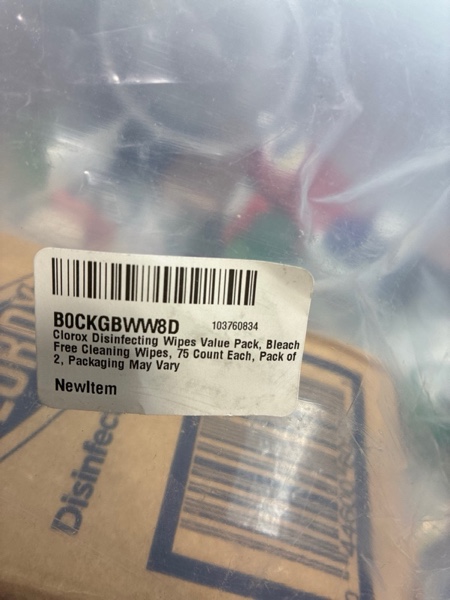 B0CKGBWW8D 103760834
Clorox Disinfecting Wipes Value Pack, Bleach
Free Cleaning Wipes, 75 Count Each, Pack of
2, Packaging May Vary
NewItem
Disinfec